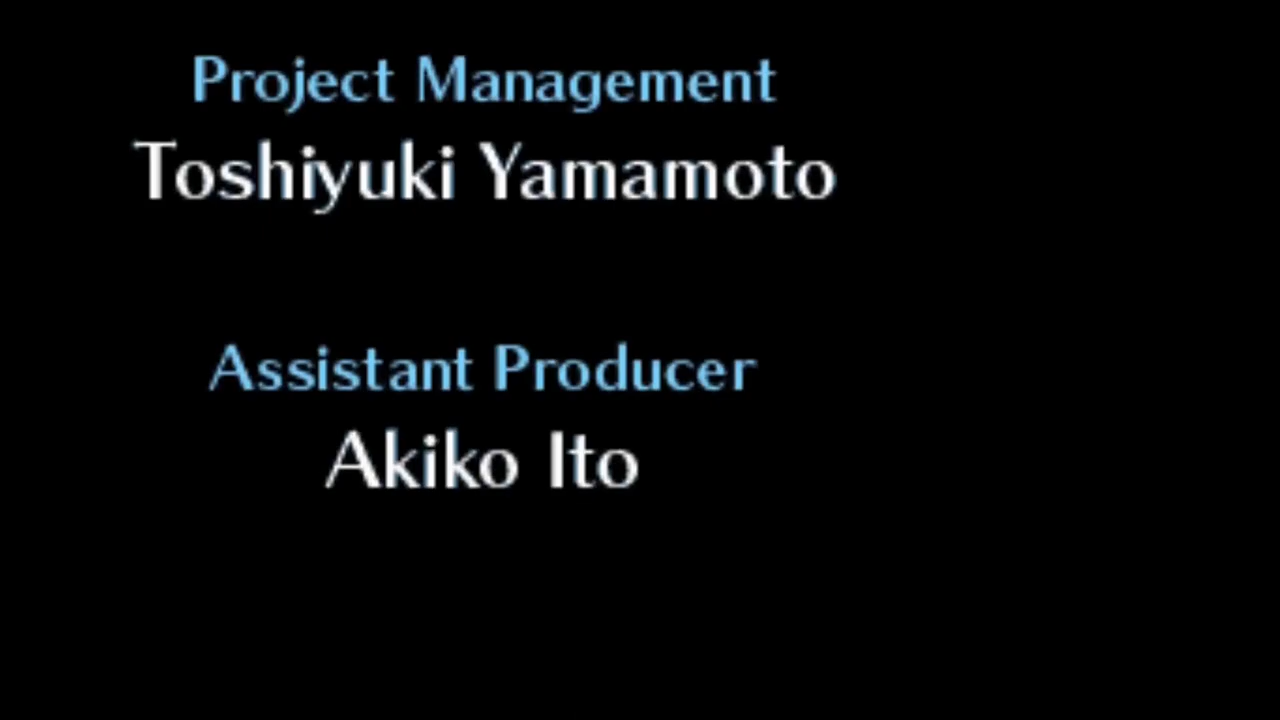 Project Management
Toshiyuki Yamamoto
Assistant Producer
Akiko Ito